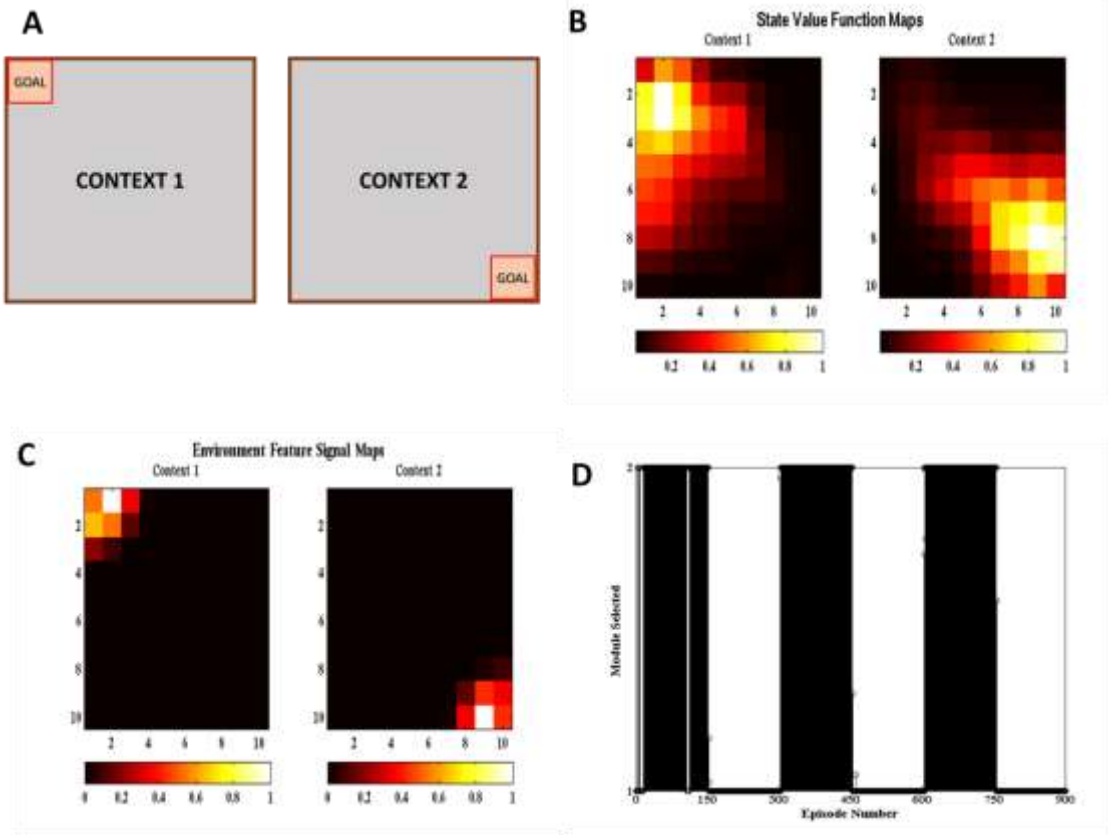 A
GOAL
CONTEXT 1
CONTEXT 2
GOAL
B
State Value Function Maps
Context 1
Context 2
2
4
6
8
10
2 4 6 8 10
0.2 0.4 0.6 0.8 1
2
4
6
8
10
2 4 6 8 10
0.2 0.4 0.6 0.8 1
C
Environment Feature Signal Maps
Context 1
Context 2
2
4
6
8
10
2 4 6 8 10
0 0.2 0.4 0.6 0.8 1
2
4
6
8
10
2 4 6 8 10
0 0.2 0.4 0.6 0.8 1
D
2
Module Selected
1
0 150 300 450 600 750 900
Episode Number